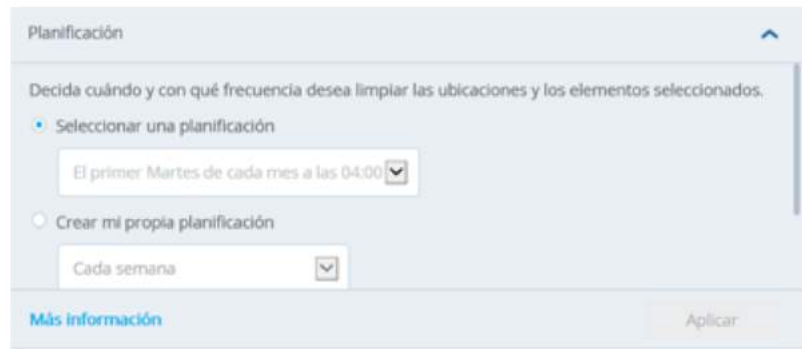 Planificación
Decida cuándo y con qué frecuencia desea limpiar las ubicaciones y los elementos seleccionados.
Seleccionar una planificación
El primer Martes de cada mes a las 04:00
Crear mi propia planificación
Cada semana
Más información
Aplicar